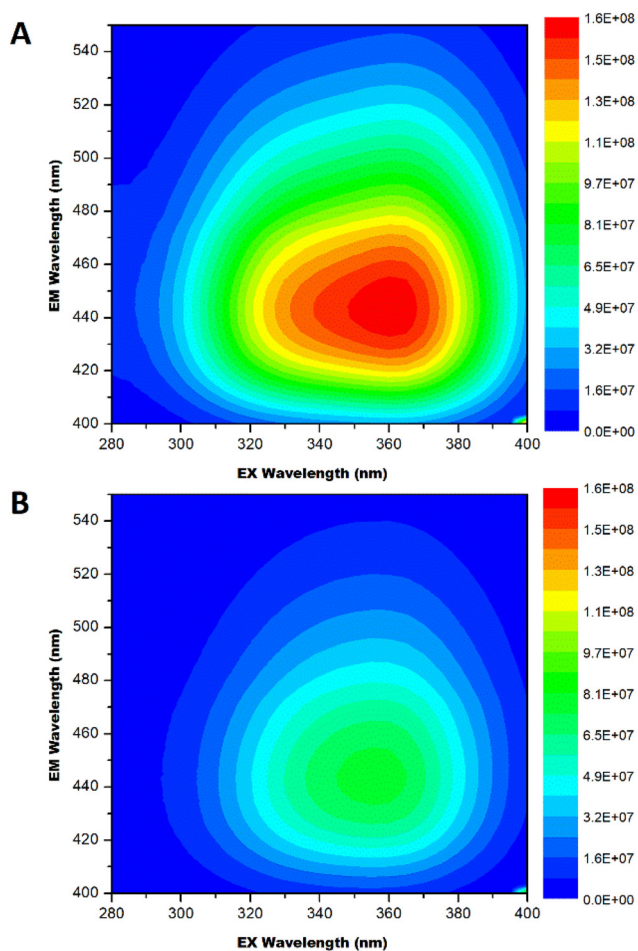 A
EM Wavelength (nm)
540
520
500
480
460
440
420
400
280 300 320 340 360 380 400
EX Wavelength (nm)
1.6E+08
1.5E+08
1.3E+08
1.1E+08
9.7E+07
8.1E+07
6.5E+07
4.9E+07
3.2E+07
1.6E+07
0.0E+00
B
EM Wavelength (nm)
540
520
500
480
460
440
420
400
280 300 320 340 360 380 400
EX Wavelength (nm)
1.6E+08
1.5E+08
1.3E+08
1.1E+08
9.7E+07
8.1E+07
6.5E+07
4.9E+07
3.2E+07
1.6E+07
0.0E+00